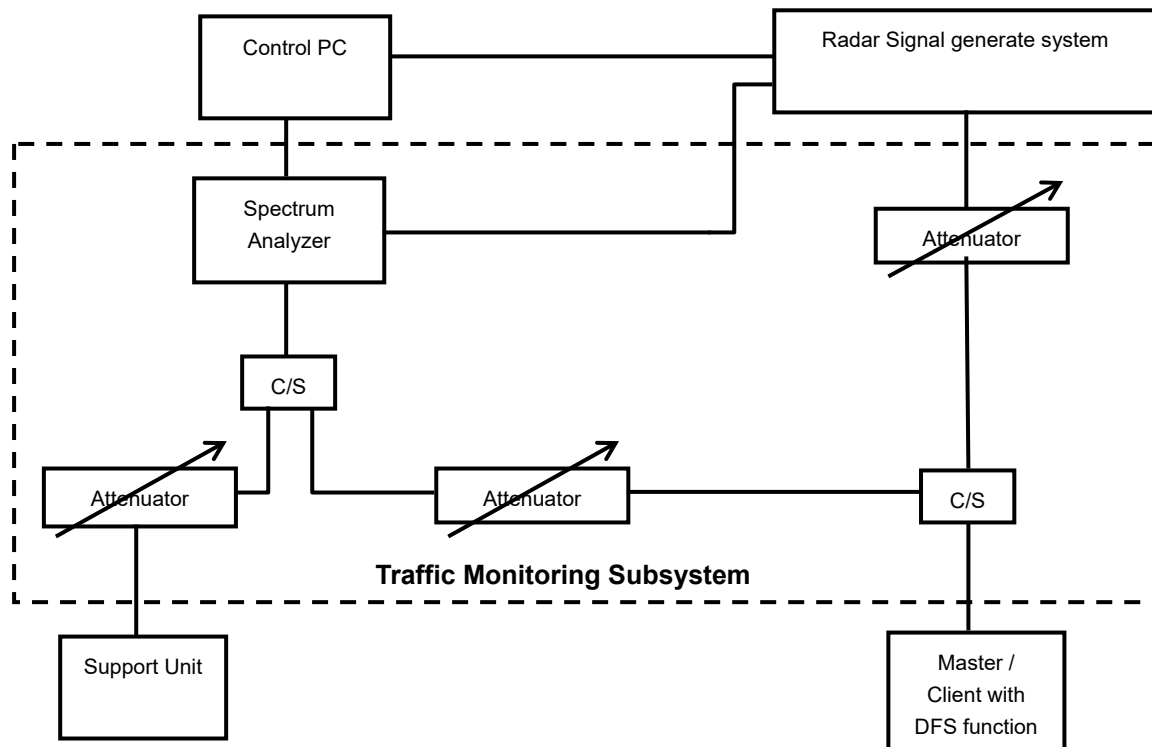 Control PC
Radar Signal generate system
Spectrum
Analyzer
Attenuator
C/S
Attenuator
Attenuator
C/S
Traffic Monitoring Subsystem
Support Unit
Master /
Client with
DFS function